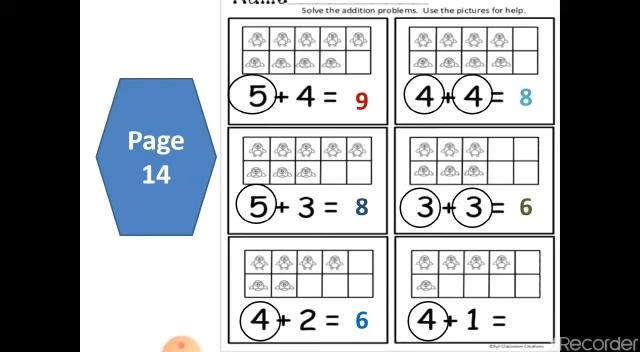 Solve the addition problems. Use the pictures for help.
5 + 4 = 9
4 + 4 = 8
Page
14
5 + 3 = 8
3 + 3 = 6
4 + 2 = 6
4 + 1 =
Recorder